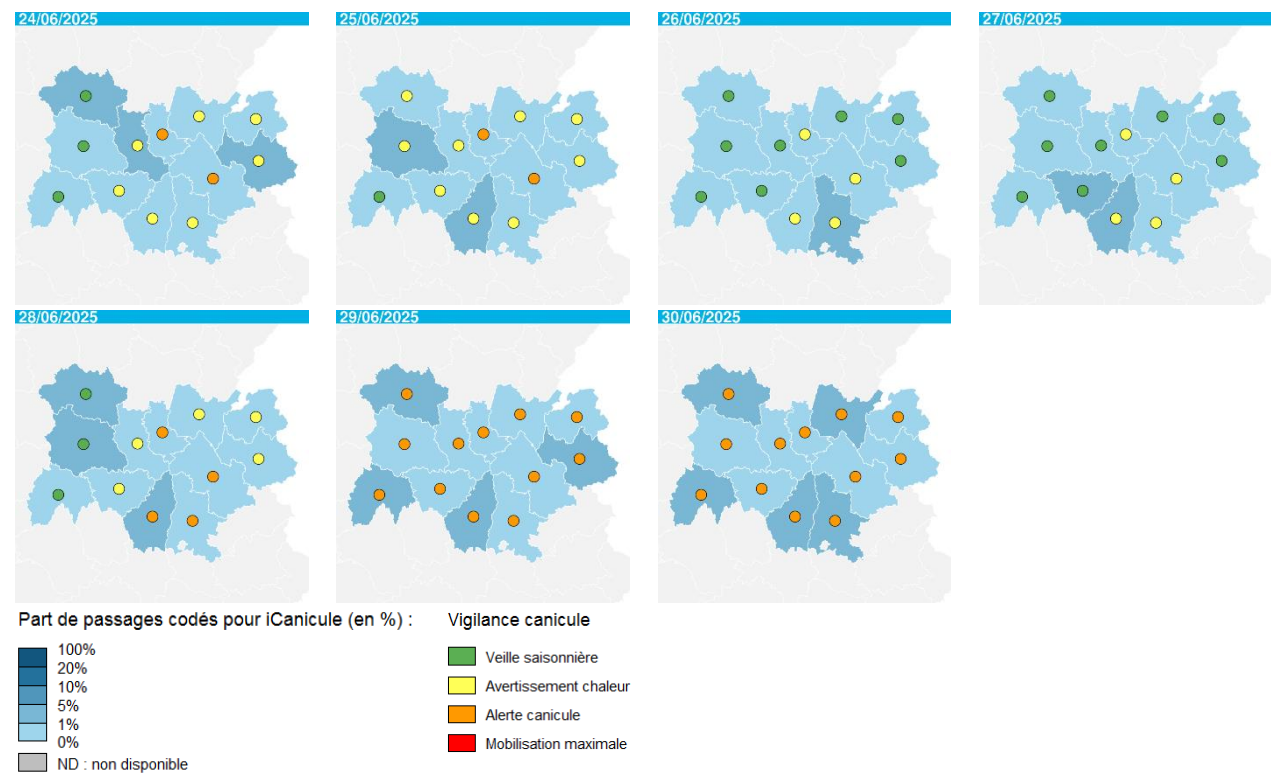 24/06/2025
25/06/2025
26/06/2025
27/06/2025
28/06/2025
29/06/2025
30/06/2025
Part de passages codés pour iCanicule (en %) :
100%
20%
10%
5%
1%
0%
ND : non disponible
Vigilance canicule
Veille saisonnière
Avertissement chaleur
Alerte canicule
Mobilisation maximale